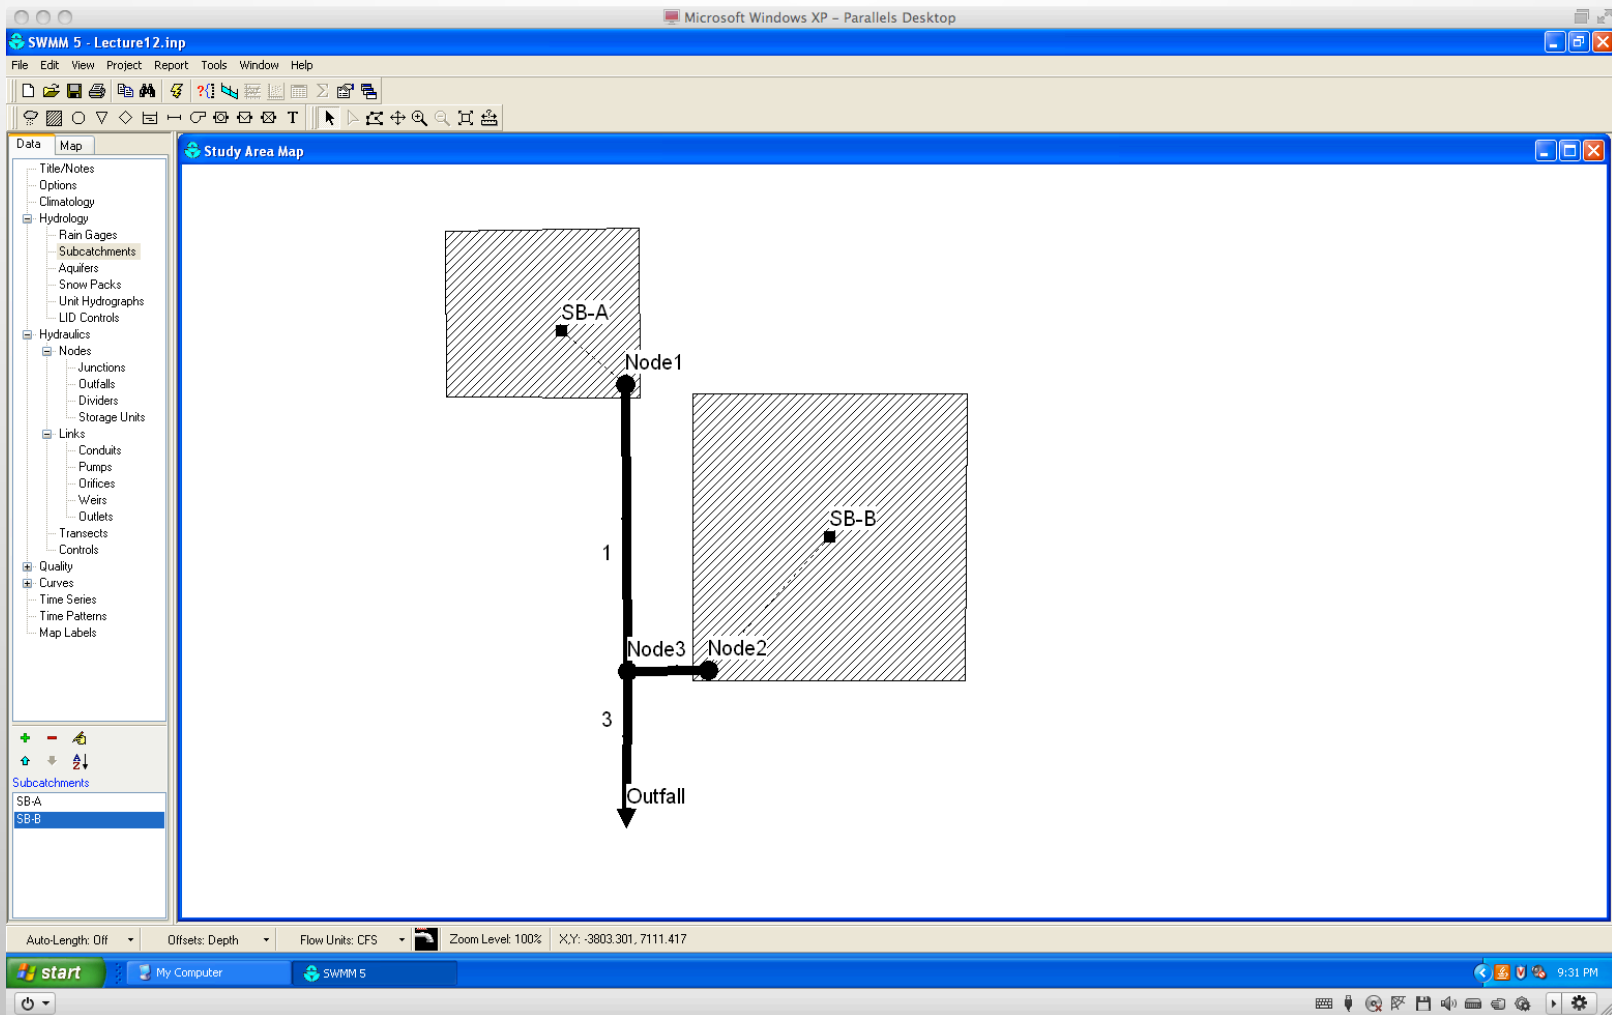 Microsoft Windows XP - Parallels Desktop
SWMM 5 - Lecture12.inp
File Edit View Project Report Tools Window Help
T
Data Map
Study Area Map
Title/Notes
Options
Climatology
Hydrology
Rain Gages
Subcatchments
Aquifers
Snow Packs
Unit Hydrographs
LID Controls
Hydraulics
Nodes
Junctions
Outfalls
Dividers
Storage Units
Links
Conduits
Pumps
Orifices
Weirs
Outlets
Transects
Controls
Quality
Curves
Time Series
Time Patterns
Map Labels
SB-A
Node1
SB-B
1
Node3 Node2
3
Outfall
Subcatchments
SB-A
SB-B
Auto-Length: Off Offsets: Depth Flow Units: CFS Zoom Level: 100% X,Y: -3803.301, 7111.417
start My Computer SWMM 5 9:31 PM